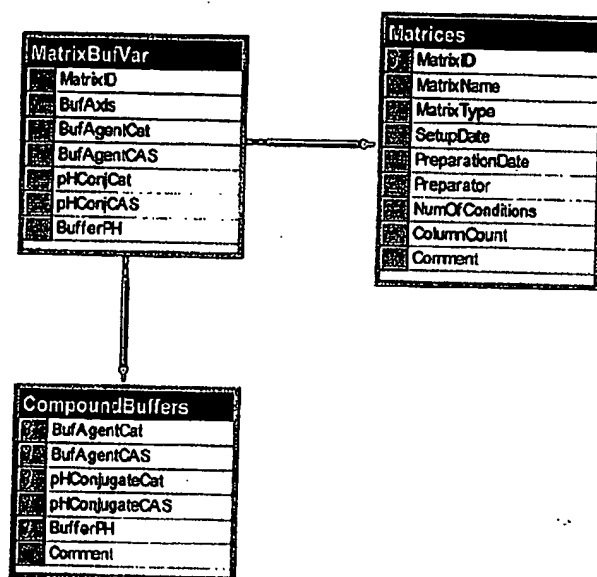 MatrixBufVar
MatrixID
BufAxis
BufAgentCat
BufAgentCAS
pHConjCat
pHConjCAS
BufferPH
Matrices
MatrixID
MatrixName
MatrixType
SetupDate
PreparationDate
Preparator
NumOfConditions
ColumnCount
Comment
CompoundBuffers
BufAgentCat
BufAgentCAS
pHConjugateCat
pHConjugateCAS
BufferPH
Comment